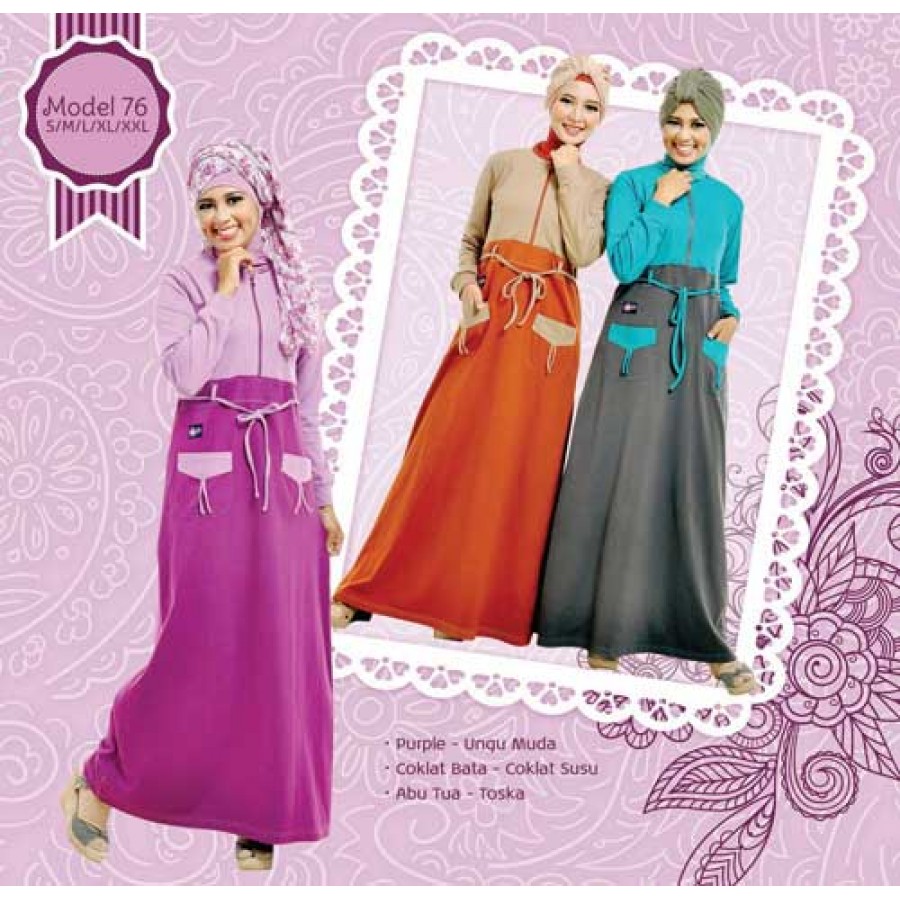 Model 76
S/M/L/XL/XXL
• Purple - Ungu Muda
• Coklat Bata - Coklat Susu
• Abu Tua - Toska